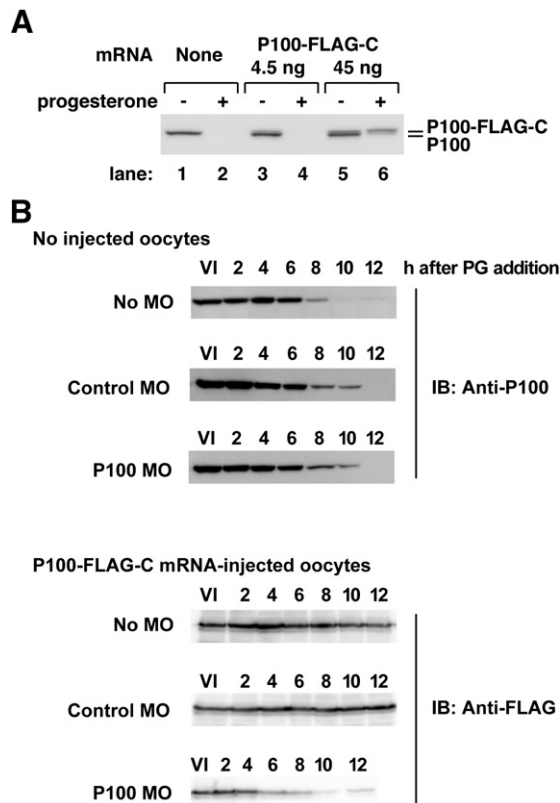 A
mRNA None P100-FLAG-C
4.5 ng 45 ng
progesterone - + - + - +
P100-FLAG-C
P100
lane: 1 2 3 4 5 6
B
No injected oocytes
VI 2 4 6 8 10 12 h after PG addition
No MO
VI 2 4 6 8 10 12
Control MO IB: Anti-P100
VI 2 4 6 8 10 12
P100 MO
P100-FLAG-C mRNA-injected oocytes
VI 2 4 6 8 10 12
No MO
VI 2 4 6 8 10 12
Control MO IB: Anti-FLAG
VI 2 4 6 8 10 12
P100 MO